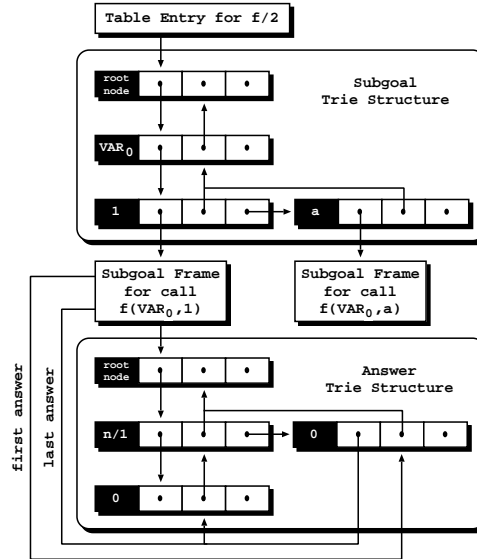 Table Entry for f/2
root
node
Subgoal
Trie Structure
VAR₀
1
a
Subgoal Frame
for call
f(VAR₀,1)
Subgoal Frame
for call
f(VAR₀,a)
first answer
last answer
root
node
Answer
Trie Structure
n/1
0
0